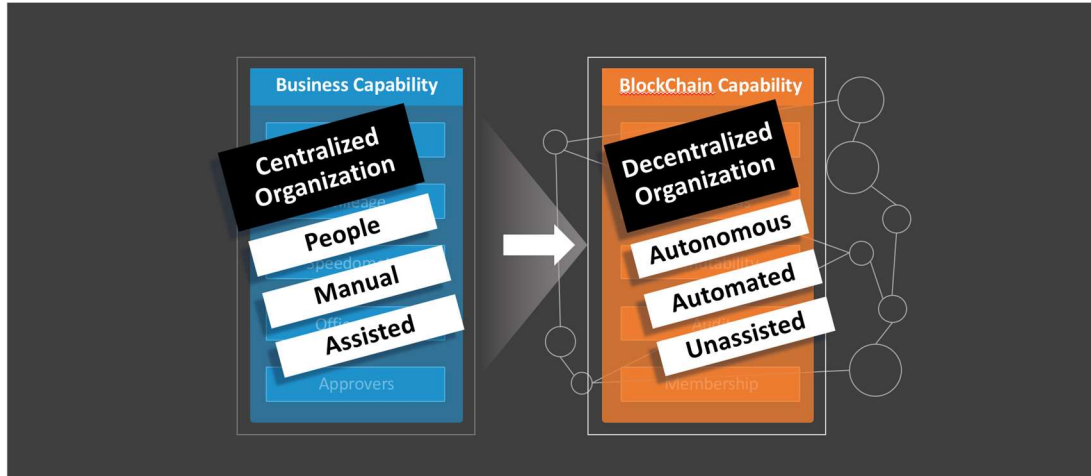 Business Capability
Centralized
Organization
People
Manual
Assisted
Approvers
BlockChain Capability
Decentralized
Organization
Autonomous
Automated
Unassisted
Membership